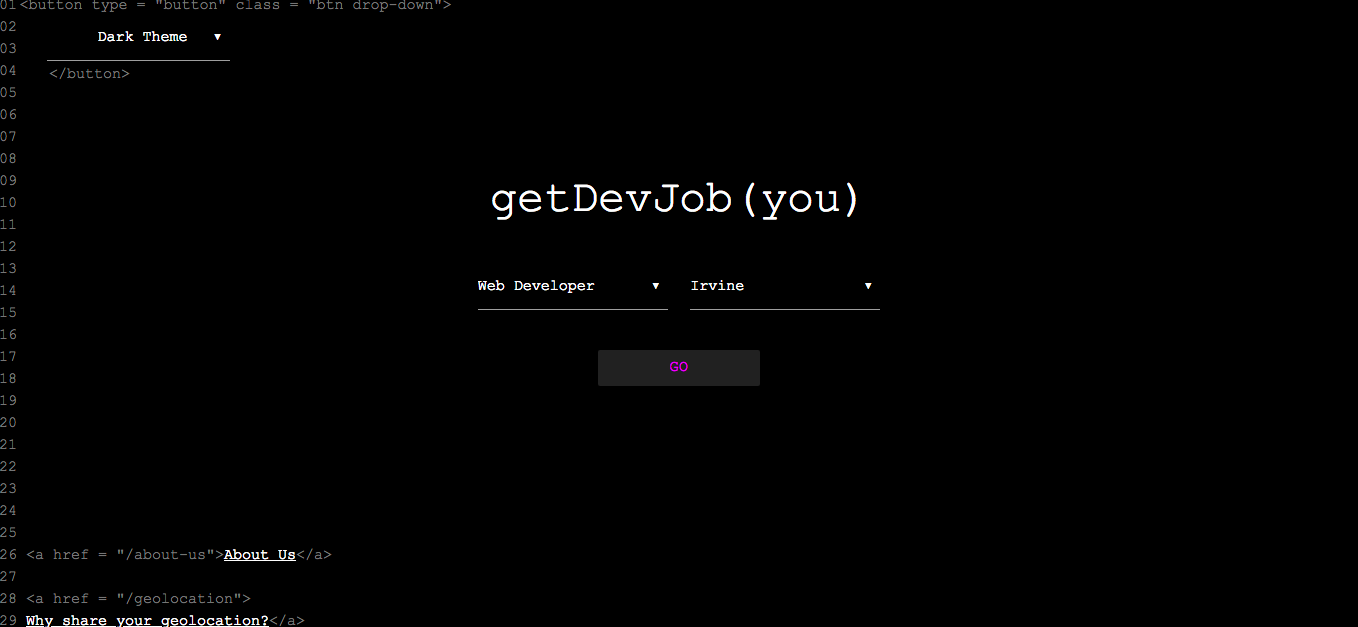 01 <button type = "button" class = "btn drop-down">
02
Dark Theme ▼
03
04 </button>
05
06
07
08
09
getDevJob(you)
10
11
12
13
Web Developer ▼ Irvine ▼
14
15
16
17
GO
18
19
20
21
22
23
24
25
26 <a href = "/about-us">About Us</a>
27
28 <a href = "/geolocation">
29 Why share your geolocation?</a>